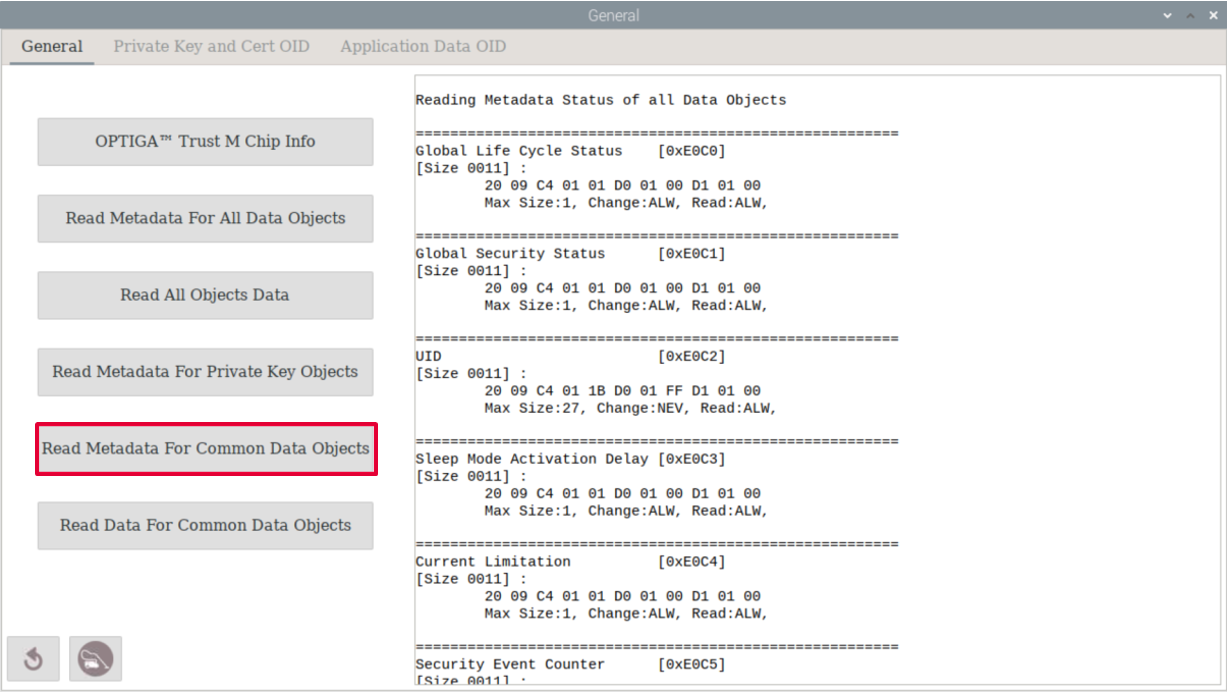 General
General Private Key and Cert OID Application Data OID
OPTIGA™ Trust M Chip Info
Read Metadata For All Data Objects
Read All Objects Data
Read Metadata For Private Key Objects
Read Metadata For Common Data Objects
Read Data For Common Data Objects
Reading Metadata Status of all Data Objects
========================================================
Global Life Cycle Status [0xE0C0]
[Size 0011] :
20 09 C4 01 01 D0 01 00 D1 01 00
Max Size:1, Change:ALW, Read:ALW,
========================================================
Global Security Status [0xE0C1]
[Size 0011] :
20 09 C4 01 01 D0 01 00 D1 01 00
Max Size:1, Change:ALW, Read:ALW,
========================================================
UID [0xE0C2]
[Size 0011] :
20 09 C4 01 1B D0 01 FF D1 01 00
Max Size:27, Change:NEV, Read:ALW,
========================================================
Sleep Mode Activation Delay [0xE0C3]
[Size 0011] :
20 09 C4 01 01 D0 01 00 D1 01 00
Max Size:1, Change:ALW, Read:ALW,
========================================================
Current Limitation [0xE0C4]
[Size 0011] :
20 09 C4 01 01 D0 01 00 D1 01 00
Max Size:1, Change:ALW, Read:ALW,
========================================================
Security Event Counter [0xE0C5]
[Size 0011] :